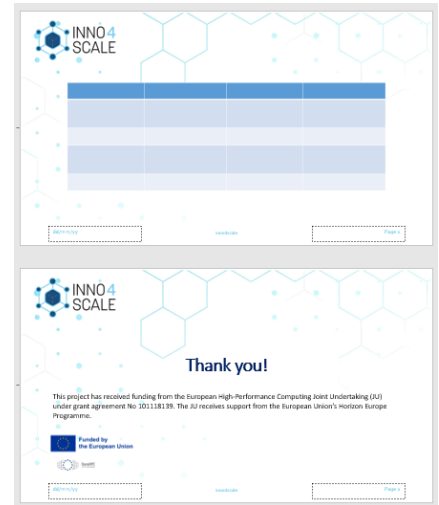 INNO4
SCALE
dd/mm/yy
Page x
INNO4
SCALE
Thank you!
This project has received funding from the European High-Performance Computing Joint Undertaking (JU)
under grant agreement No 101118139. The JU receives support from the European Union's Horizon Europe
Programme.
Funded by
the European Union
dd/mm/yy
Page x